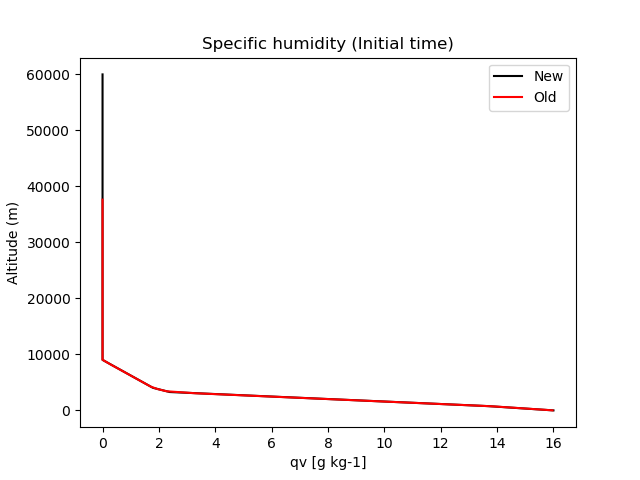 Specific humidity (Initial time)
New
Old
60000
50000
40000
30000
20000
10000
0
Altitude (m)
0 2 4 6 8 10 12 14 16
qv [g kg-1]